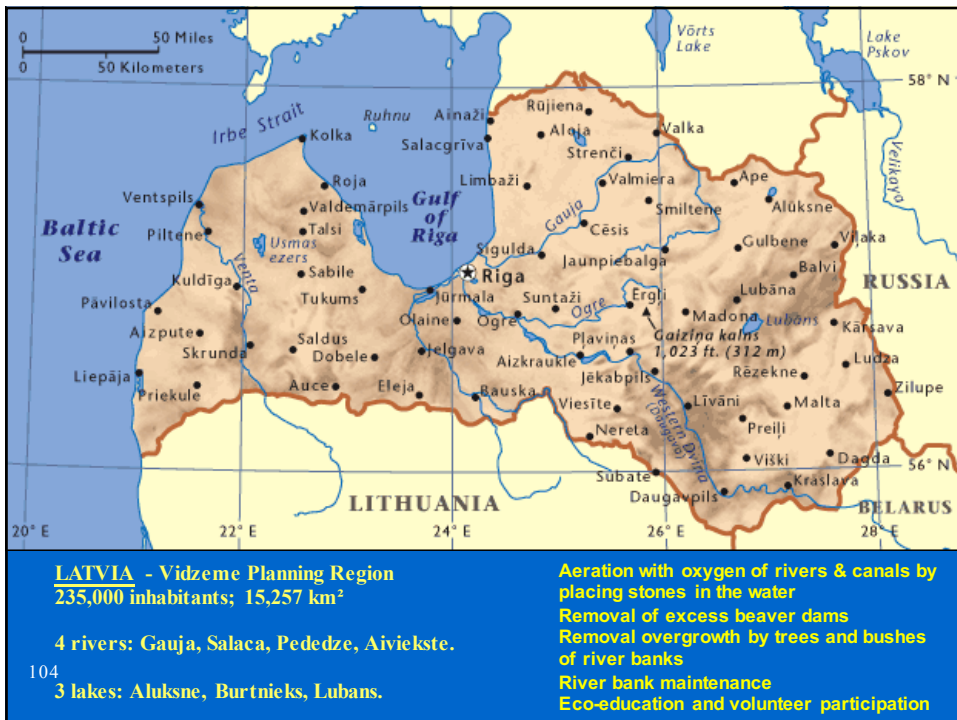 0 50 Miles
0 50 Kilometers
Võrts
Lake
Lake
Pskov
58° N
Velikaya
Irbe Strait
Ruhnu
Ainaži
Rūjiena
Kolka
Salacgrīva
Aloja
Valka
Strenči
Roja
Limbaži
Valmiera
Ape
Ventspils
Valdemārpils
Gulf
of
Riga
Gauja
Smiltene
Alūksne
Baltic
Sea
Piltene
Talsi
Usmas
ezers
Cēsis
Sigulda
Jaunpiebalga
Gulbene
Viļaka
Balvi
Kuldīga
Venta
Sabile
Tukums
Riga
RUSSIA
Jūrmala
Suntaži
Ērgļi
Lubāna
Pāvilosta
Olaine
Ogre
Ogre
Madona
Lubāns
Kārsava
Aizpute
Gaiziņa kalns
1,023 ft. (312 m)
Saldus
Skrunda
Dobele
Jelgava
Aizkraukle
Pļaviņas
Ludza
Rēzekne
Liepāja
Jēkabpils
Zilupe
Priekule
Auce
Eleja
Bauska
Viesīte
Western Dvina
(Daugava)
Līvāni
Malta
Preiļi
Nereta
Viški
Dagda
56° N
Subate
Krāslava
LITHUANIA
Daugavpils
BELARUS
20° E 22° E 24° E 26° E 28° E
LATVIA - Vidzeme Planning Region
235,000 inhabitants; 15,257 km²
4 rivers: Gauja, Salaca, Pededze, Aiviekste.
104
3 lakes: Aluksne, Burtnieks, Lubans.
Aeration with oxygen of rivers & canals by
placing stones in the water
Removal of excess beaver dams
Removal overgrowth by trees and bushes
of river banks
River bank maintenance
Eco-education and volunteer participation